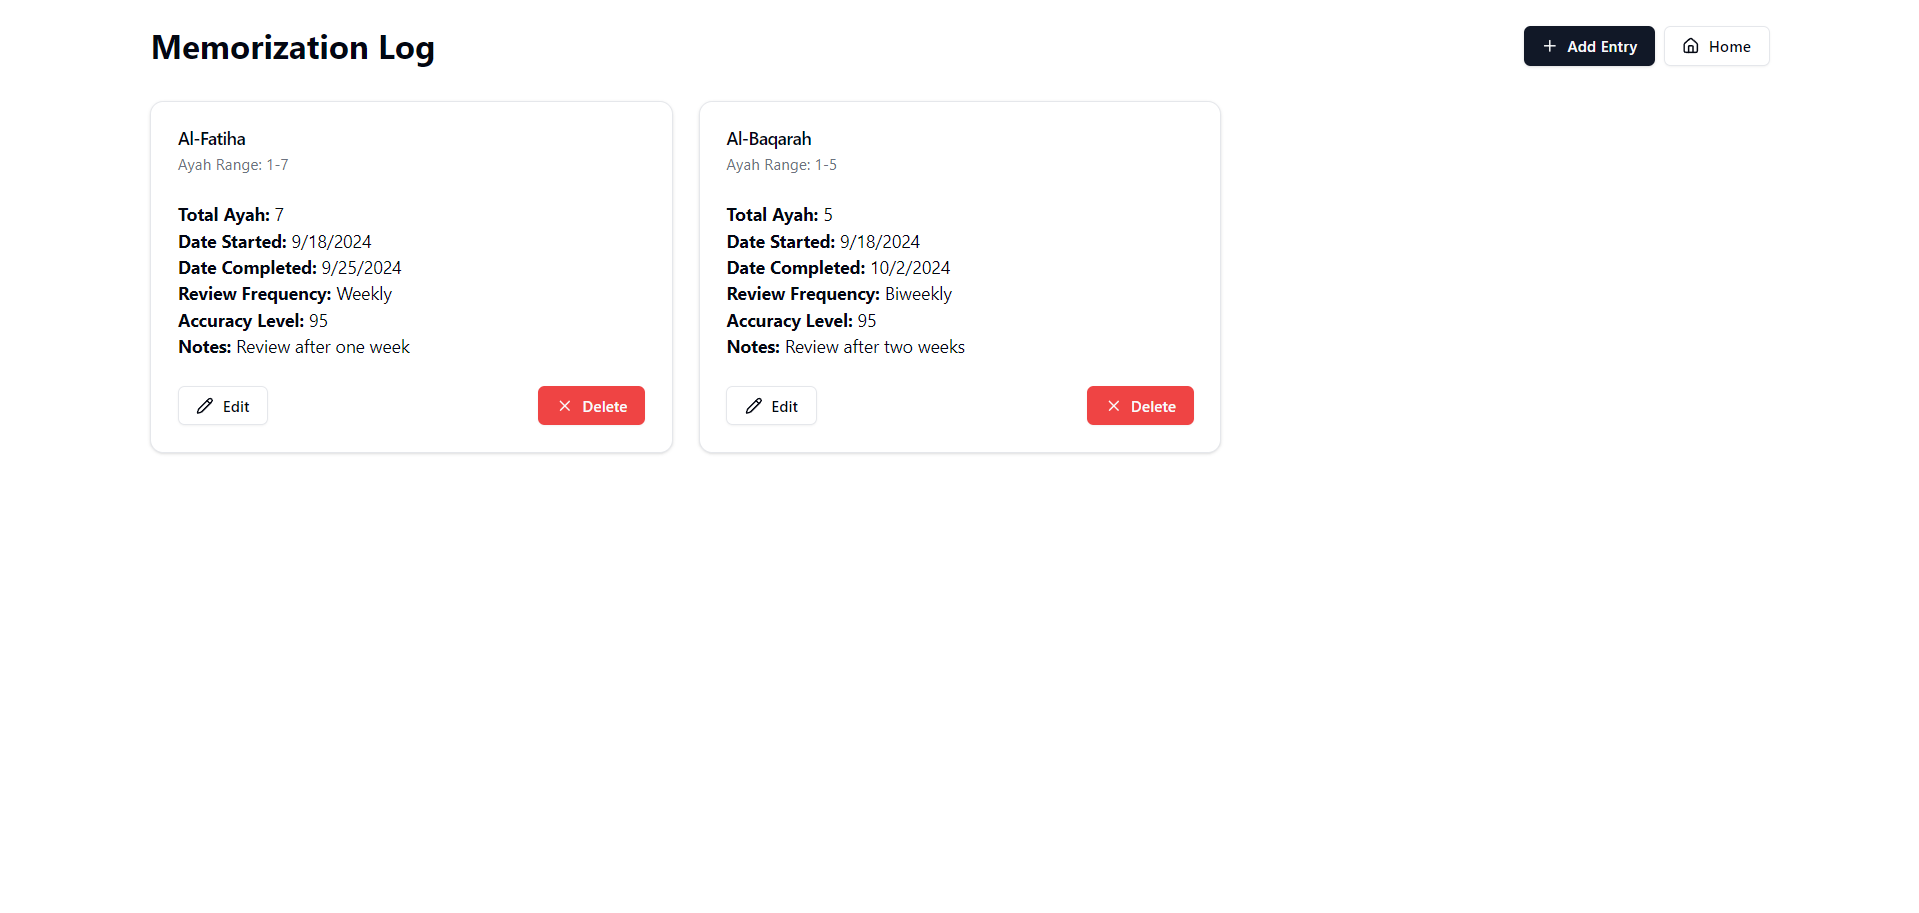 Memorization Log
Add Entry
Home
Al-Fatiha
Ayah Range: 1-7
Total Ayah: 7
Date Started: 9/18/2024
Date Completed: 9/25/2024
Review Frequency: Weekly
Accuracy Level: 95
Notes: Review after one week
Edit
Delete
Al-Baqarah
Ayah Range: 1-5
Total Ayah: 5
Date Started: 9/18/2024
Date Completed: 10/2/2024
Review Frequency: Biweekly
Accuracy Level: 95
Notes: Review after two weeks
Edit
Delete